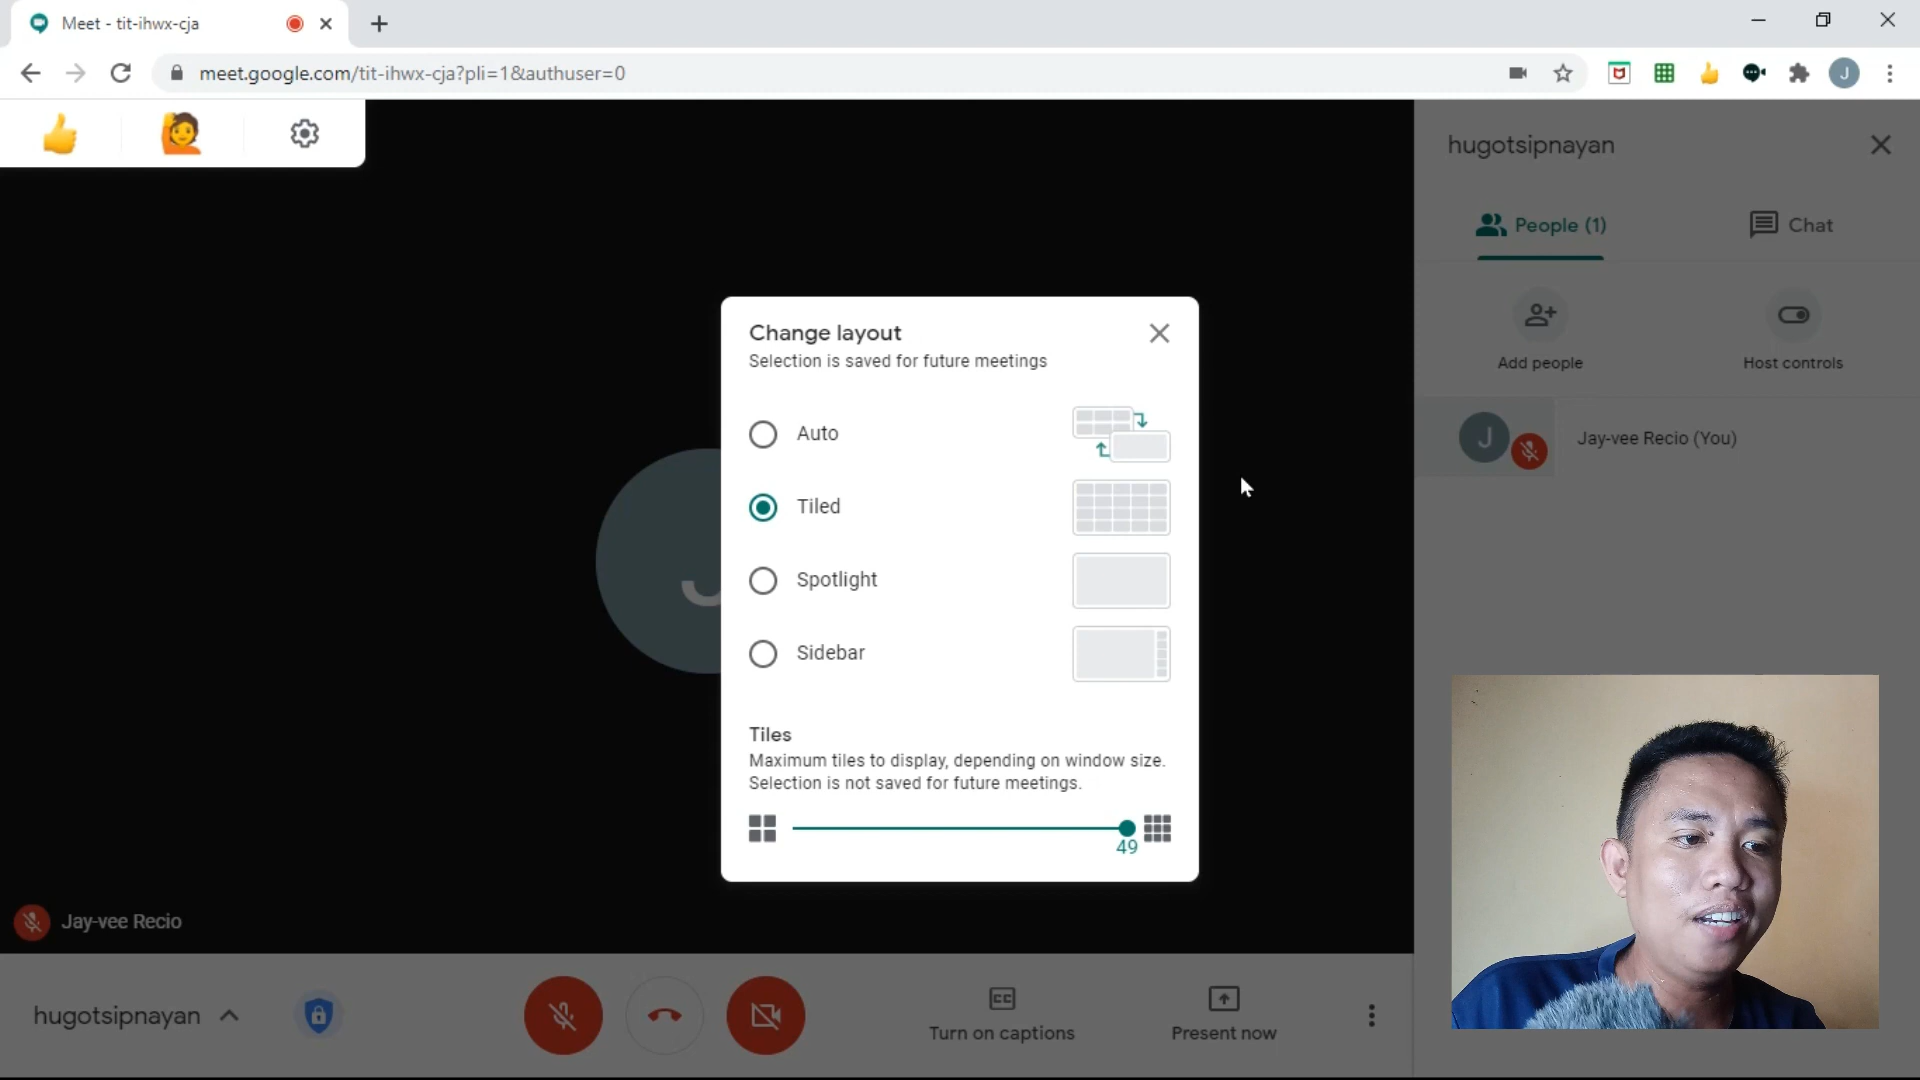 Meet - tit-ihwx-cja
meet.google.com/tit-ihwx-cja?pli=1&authuser=0
J
hugotsipnayan
People (1)
Chat
Add people
Host controls
J
Jay-vee Recio (You)
Change layout
Selection is saved for future meetings
Auto
Tiled
Spotlight
Sidebar
Tiles
Maximum tiles to display, depending on window size.
Selection is not saved for future meetings.
49
Jay-vee Recio
hugotsipnayan
CC
Turn on captions
Present now